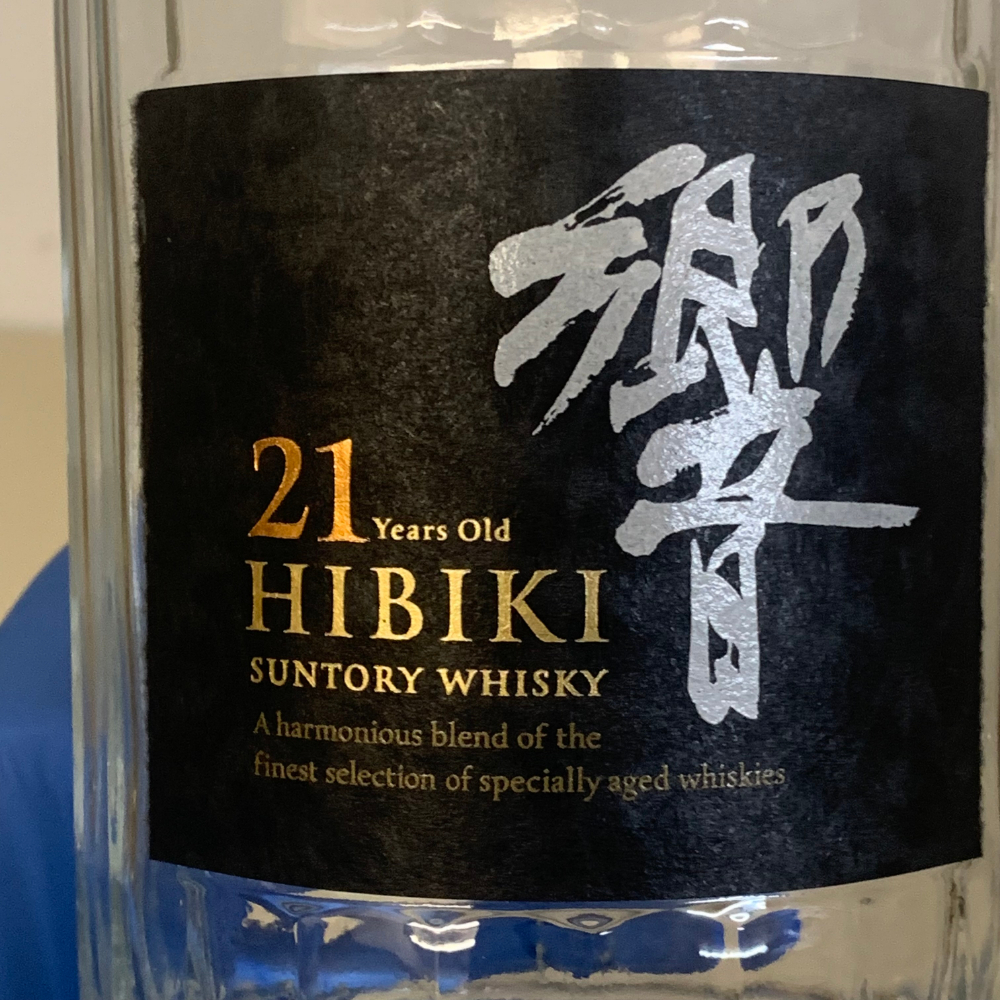 響
21 Years Old
HIBIKI
SUNTORY WHISKY
A harmonious blend of the
finest selection of specially aged whiskies